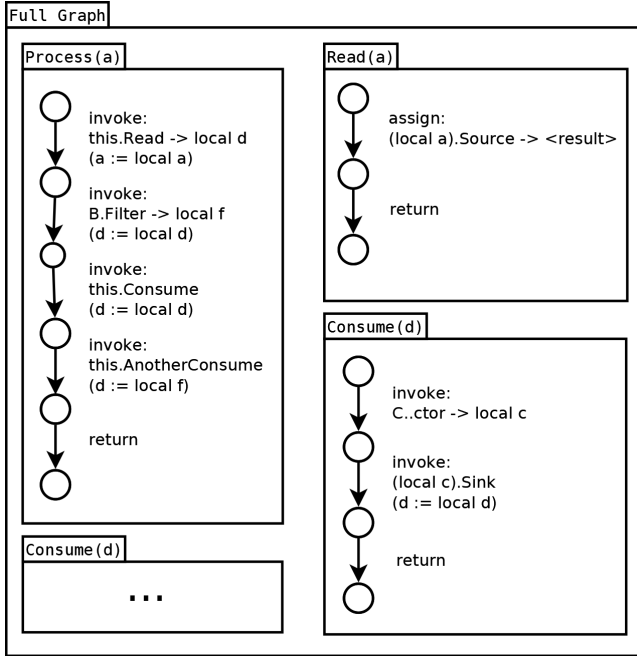 Full Graph
Process(a)
invoke:
this.Read -> local d
(a := local a)
invoke:
B.Filter -> local f
(d := local d)
invoke:
this.Consume
(d := local d)
invoke:
this.AnotherConsume
(d := local f)
return
Consume(d)
...
Read(a)
assign:
(local a).Source -> <result>
return
Consume(d)
invoke:
C..ctor -> local c
invoke:
(local c).Sink
(d := local d)
return